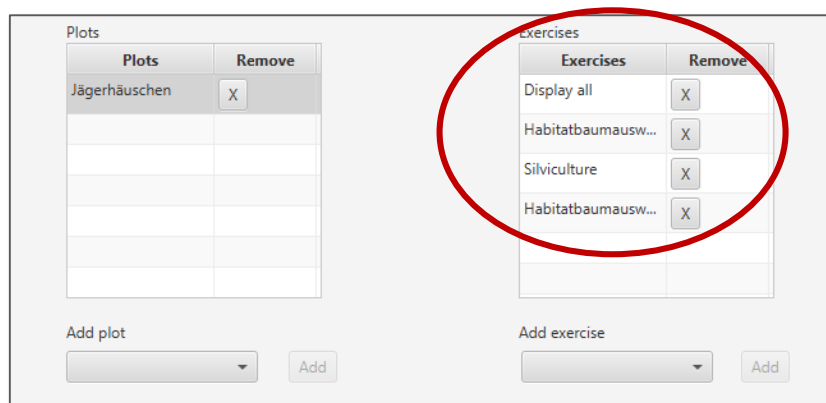 Plots
Plots Remove
Jägerhäuschen X
Add plot
Add
Exercises
Exercises Remove
Display all X
Habitatbaumausw... X
Silviculture X
Habitatbaumausw... X
Add exercise
Add